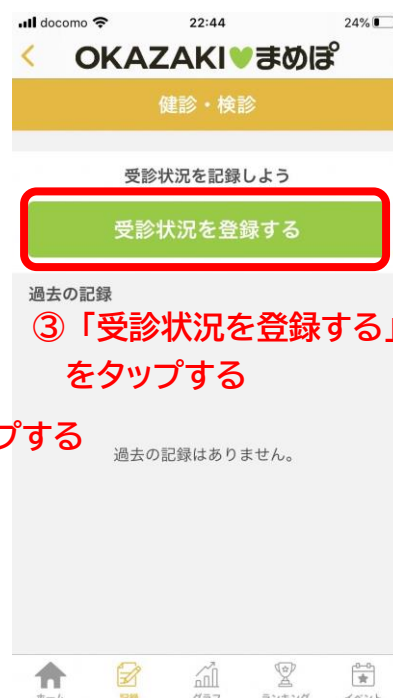 docomo 22:44 24%
OKAZAKI まめぽ
健診・検診
受診状況を記録しよう
受診状況を登録する
過去の記録
③「受診状況を登録する」
をタップする
プする
過去の記録はありません。